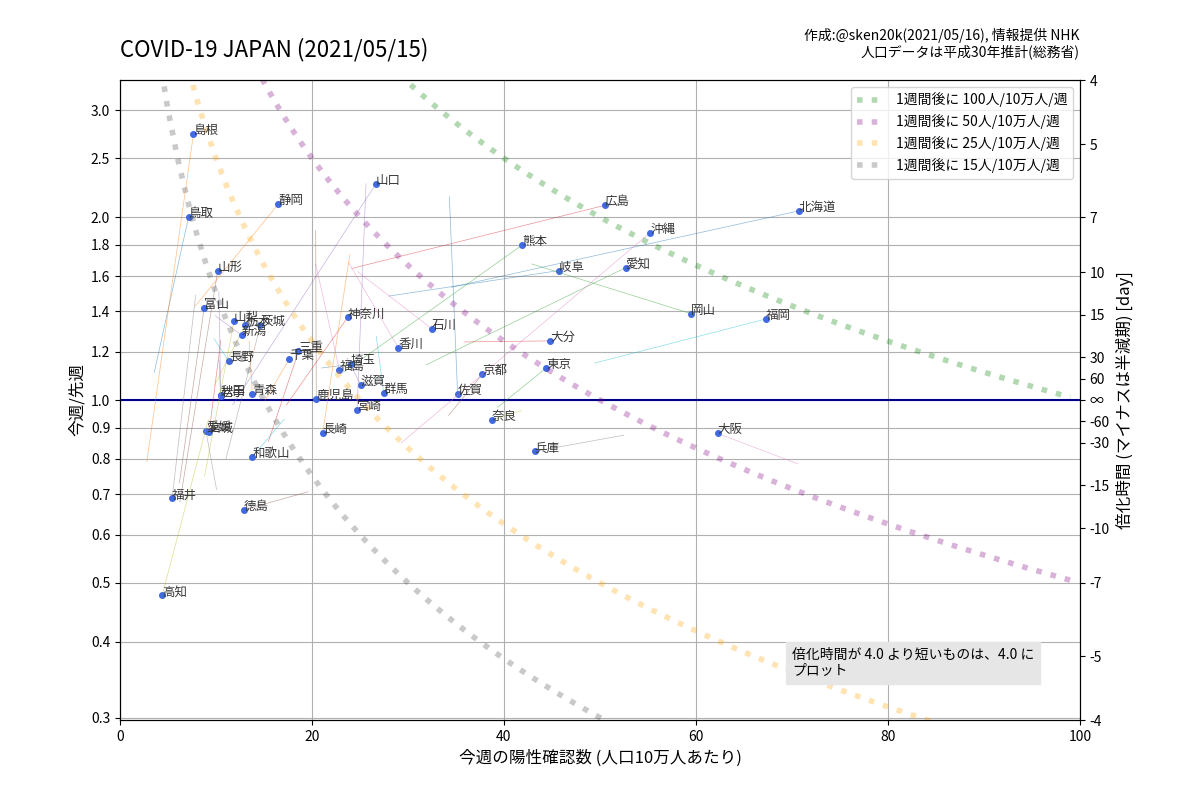 COVID-19 JAPAN (2021/05/15)
作成:@sken20k(2021/05/16), 情報提供 NHK
人口データは平成30年推計(総務省)
1週間後に 100人/10万人/週
1週間後に 50人/10万人/週
1週間後に 25人/10万人/週
1週間後に 15人/10万人/週
今週/先週
3.0
2.5
2.0
1.8
1.6
1.4
1.2
1.0
0.9
0.8
0.7
0.6
0.5
0.4
0.3
島根
山口
静岡
広島
北海道
鳥取
沖縄
熊本
山形
岐阜
愛知
富山
山梨
栃木
茨城
新潟
神奈川
石川
岡山
福岡
大分
三重
千葉
香川
長野
埼玉
福島
東京
京都
滋賀
秋田
岩手
青森
鹿児島
群馬
佐賀
宮崎
奈良
愛媛
宮城
長崎
大阪
兵庫
和歌山
福井
徳島
高知
倍化時間が 4.0 より短いものは、4.0 に
プロット
4
5
7
10
15
30
60
∞
-60
-30
-15
-10
-7
-5
-4
倍化時間 (マイナスは半減期) [day]
0
20
40
60
80
100
今週の陽性確認数 (人口10万人あたり)